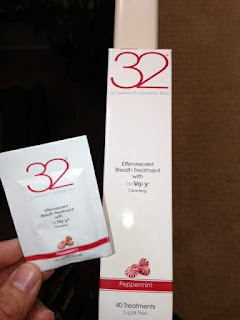 32
Effervescent
Breath Treatment
with
Cleansing
Peppermint
40 Treatments
Sugar Free
32
Effervescent
Breath Treatment
with
Cleansing
Peppermint